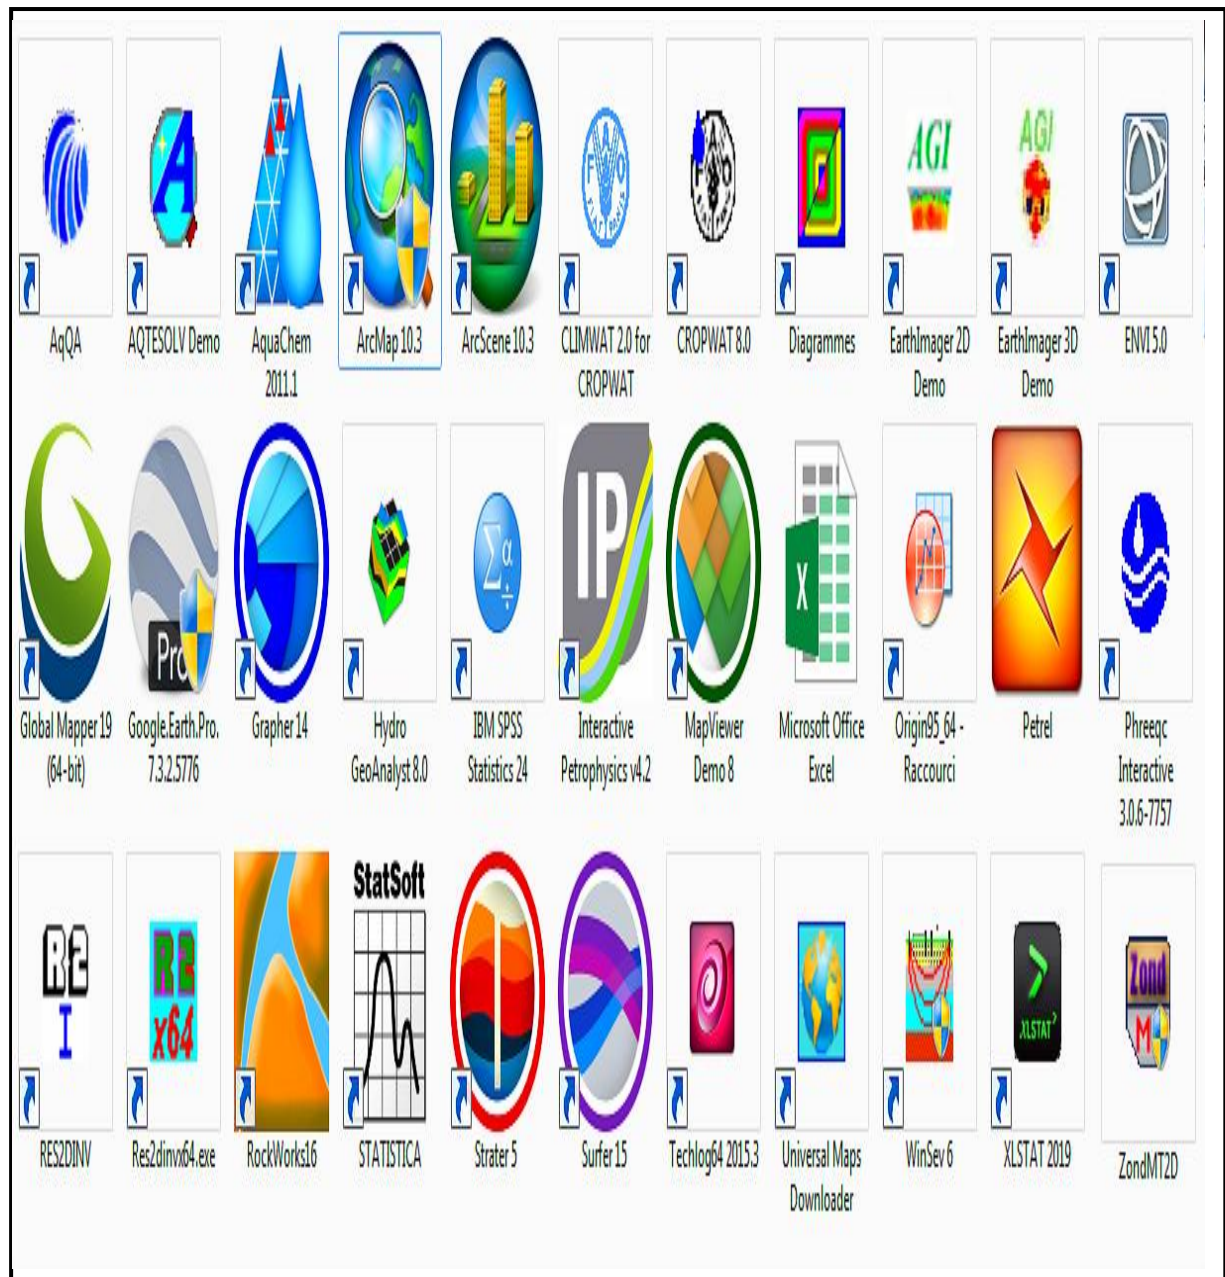 AqQA
AQTESOLV Demo
AquaChem
2011.1
ArcMap 10.3
ArcScene 10.3
CLIMWAT 2.0 for
CROPWAT
CROPWAT 8.0
Diagrammes
AGI
EarthImager 2D
Demo
AGI
EarthImager 3D
Demo
ENVI 5.0
Global Mapper 19
(64-bit)
Pro
Google.Earth.Pro.
7.3.2.5776
Grapher 14
Hydro
GeoAnalyst 8.0
Σα
÷
IBM SPSS
Statistics 24
IP
Interactive
Petrophysics v4.2
MapViewer
Demo 8
X
Microsoft Office
Excel
Origin95_64 -
Raccourci
Petrel
Phreeqc
Interactive
3.0.6-7757
R2
I
RES2DINV
R2
x64
Res2dinvx64.exe
RockWorks16
StatSoft
STATISTICA
Strater 5
Surfer 15
Techlog64 2015.3
Universal Maps
Downloader
WinSev 6
XLSTAT
XLSTAT 2019
Zond
M
ZondMT2D